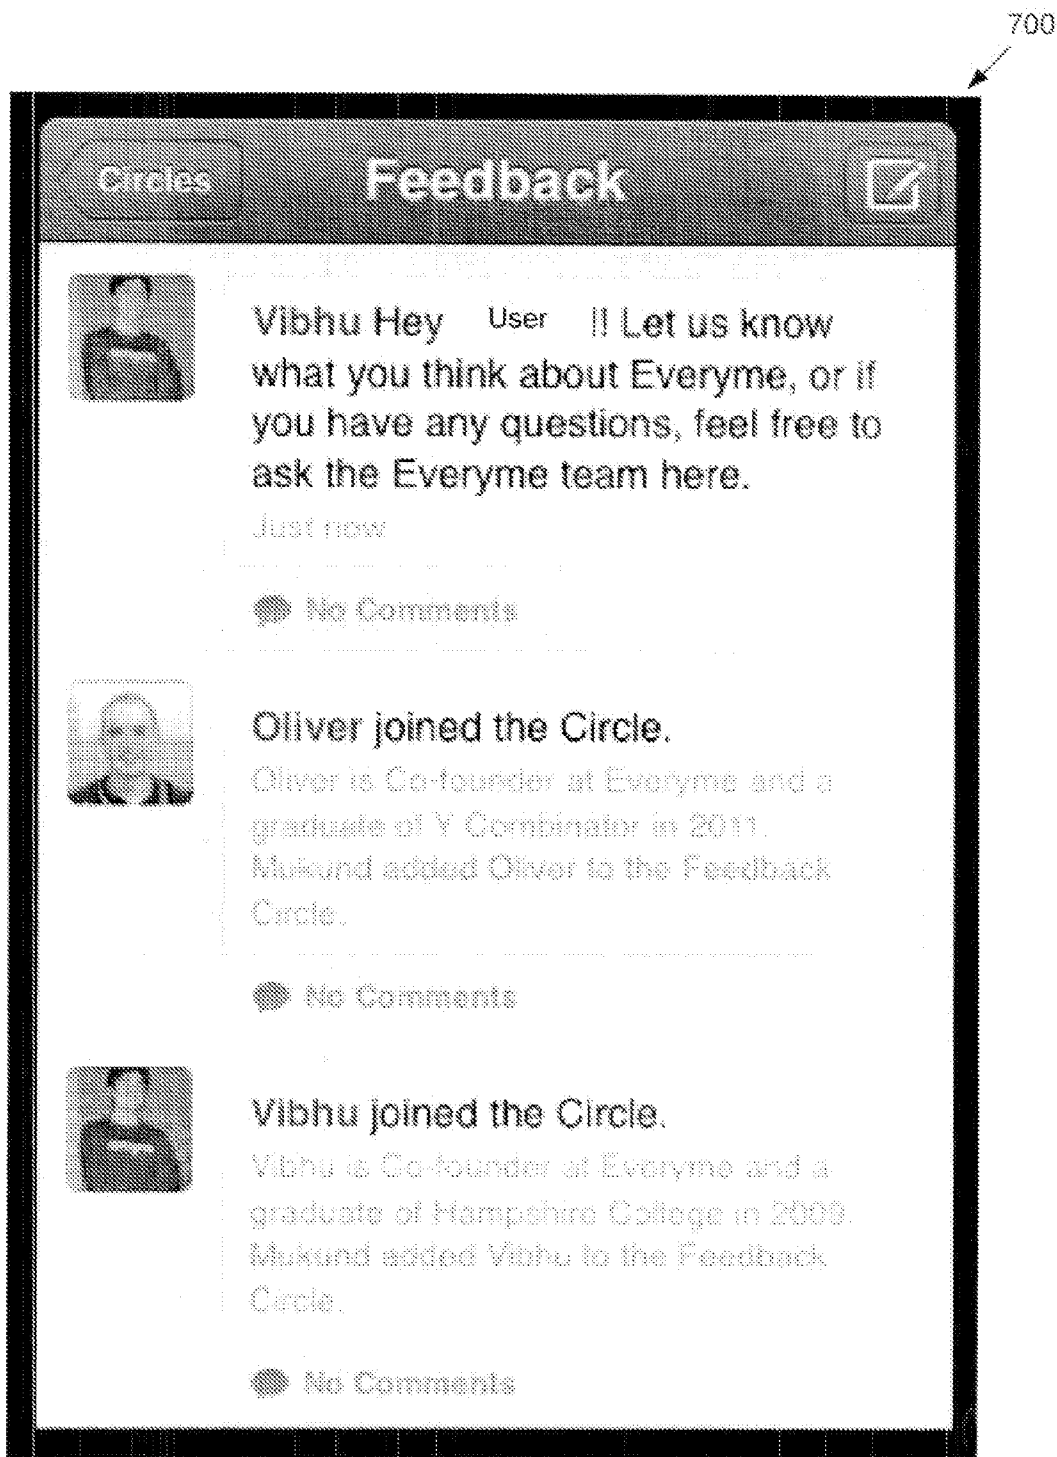 700
Circles Feedback
Vibhu Hey User !! Let us know
what you think about Everyme, or if
you have any questions, feel free to
ask the Everyme team here.
Just now
No Comments
Oliver joined the Circle.
Oliver is Co-founder at Everyme and a
graduate of Y Combinator in 2011.
Mukund added Oliver to the Feedback
Circle.
No Comments
Vibhu joined the Circle.
Vibhu is Co-founder at Everyme and a
graduate of Hampshire College in 2009.
Mukund added Vibhu to the Feedback
Circle.
No Comments